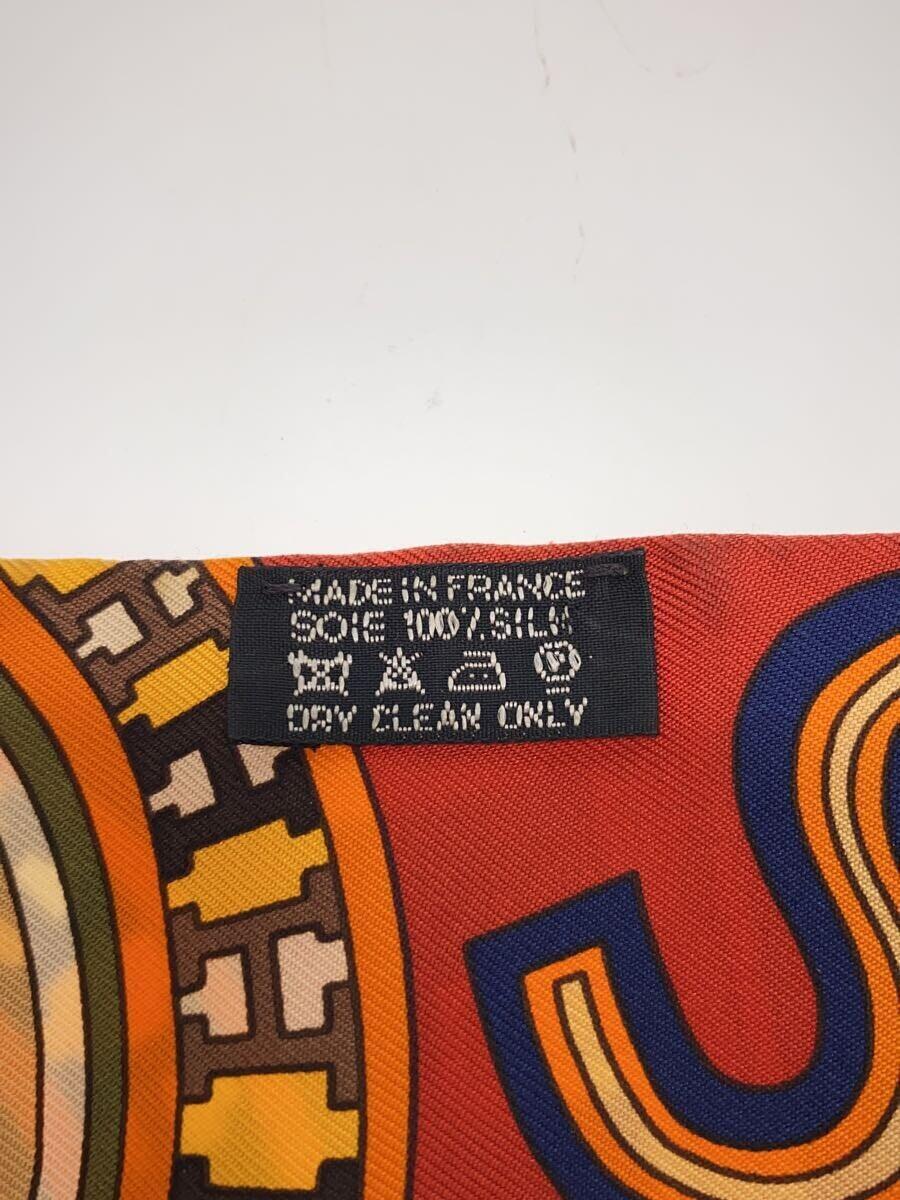 MADE IN FRANCE
SOIE 100% SILK
DRY CLEAN ONLY